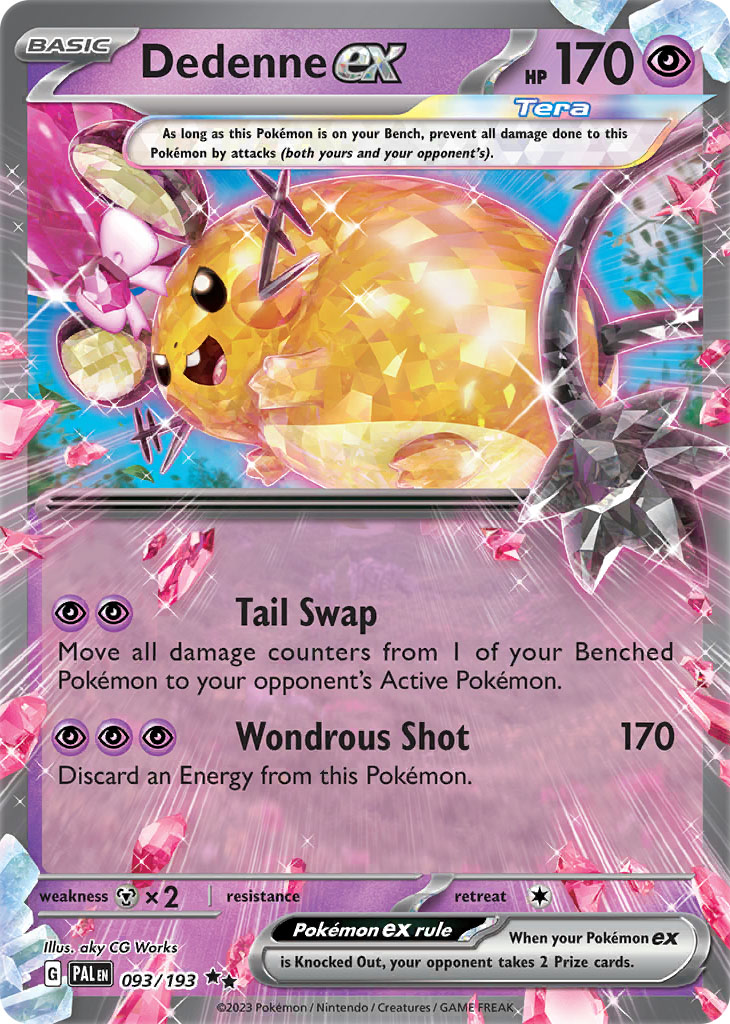 BASIC
Dedenne ex
HP 170
Tera
As long as this Pokémon is on your Bench, prevent all damage done to this
Pokémon by attacks (both yours and your opponent's).
Tail Swap
Move all damage counters from 1 of your Benched
Pokémon to your opponent's Active Pokémon.
Wondrous Shot 170
Discard an Energy from this Pokémon.
weakness ×2 resistance retreat
Pokémon ex rule
When your Pokémon ex
is Knocked Out, your opponent takes 2 Prize cards.
Illus. aky CG Works
G PAL EN 093/193
©2023 Pokémon / Nintendo / Creatures / GAME FREAK